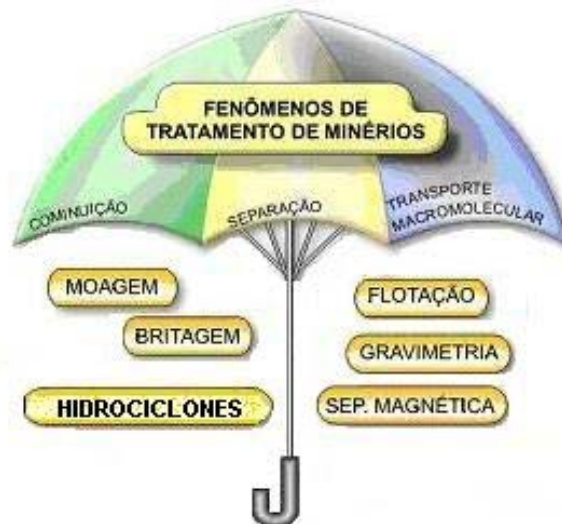 FENÔMENOS DE
TRATAMENTO DE MINÉRIOS
COMINUIÇÃO
SEPARAÇÃO
TRANSPORTE
MACROMOLECULAR
MOAGEM
BRITAGEM
HIDROCICLONES
FLOTAÇÃO
GRAVIMETRIA
SEP. MAGNÉTICA